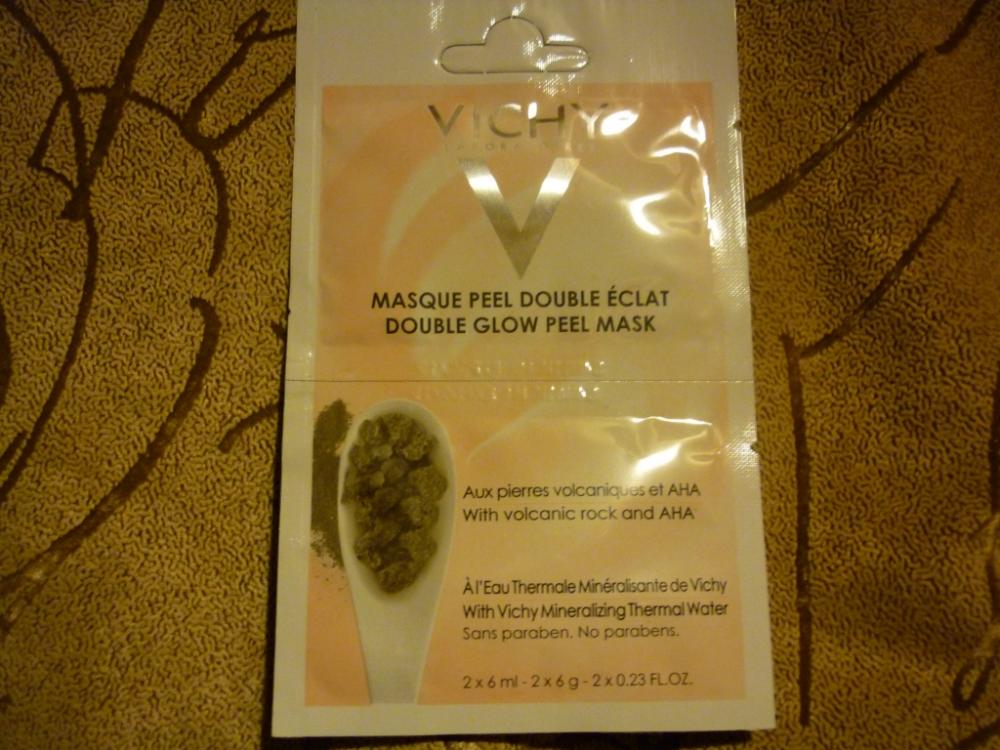 VICHY
LABORATOIRES
V
MASQUE PEEL DOUBLE ÉCLAT
DOUBLE GLOW PEEL MASK
Aux pierres volcaniques et AHA
With volcanic rock and AHA
À l'Eau Thermale Minéralisante de Vichy
With Vichy Mineralizing Thermal Water
Sans paraben. No parabens.
2 x 6 ml - 2 x 6 g - 2 x 0.23 FL.OZ.